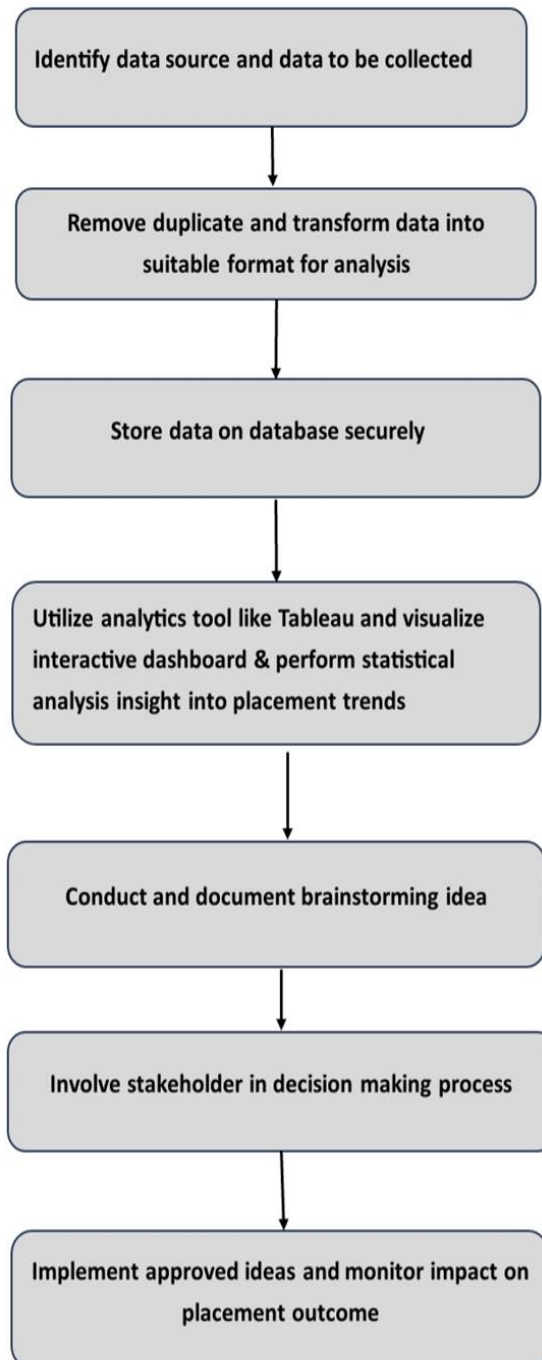 Identify data source and data to be collected
Remove duplicate and transform data into
suitable format for analysis
Store data on database securely
Utilize analytics tool like Tableau and visualize
interactive dashboard & perform statistical
analysis insight into placement trends
Conduct and document brainstorming idea
Involve stakeholder in decision making process
Implement approved ideas and monitor impact on
placement outcome